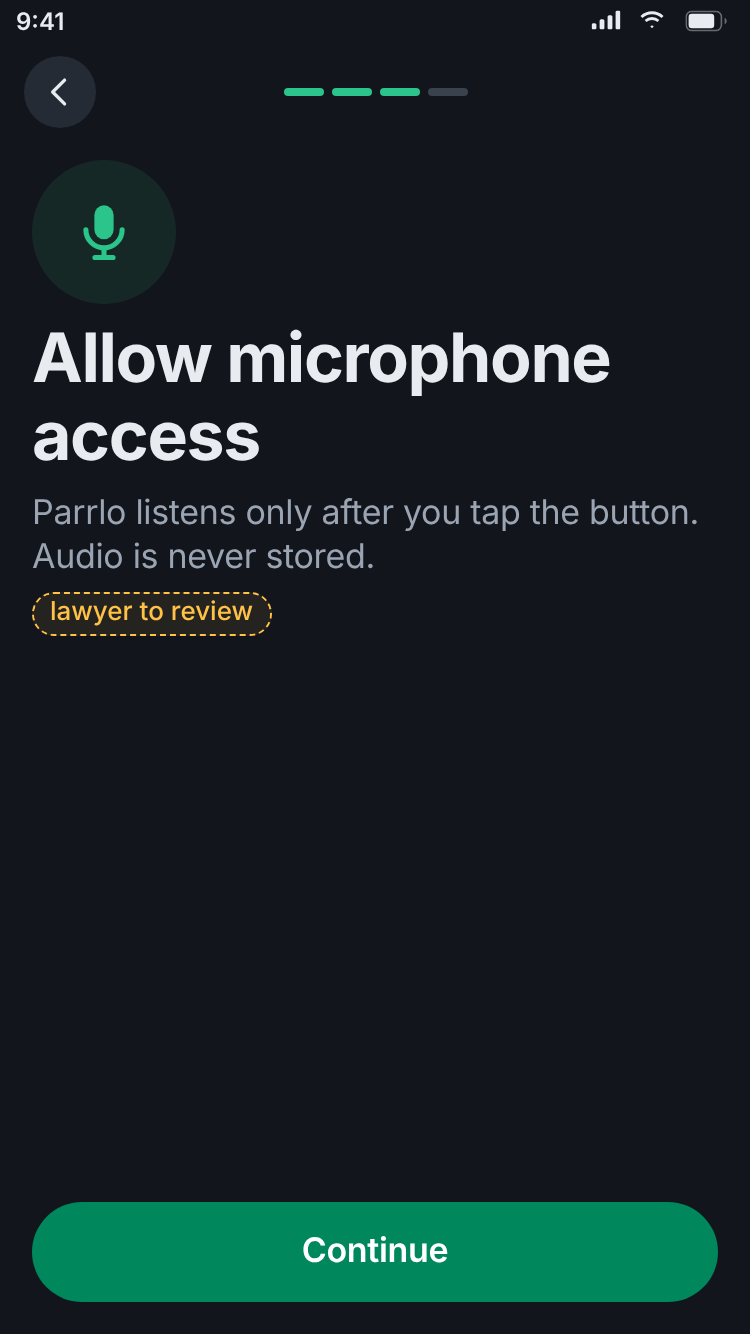 9:41
Allow microphone
access
Parrlo listens only after you tap the button.
Audio is never stored.
lawyer to review
Continue